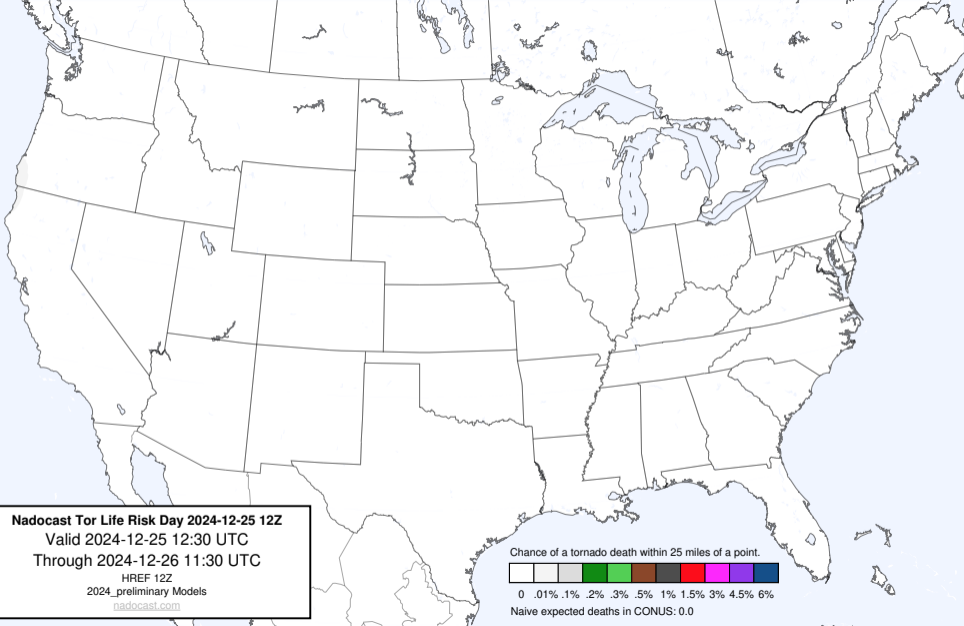 Nadocast Tor Life Risk Day 2024-12-25 12Z
Valid 2024-12-25 12:30 UTC
Through 2024-12-26 11:30 UTC
HREF 12Z
2024_preliminary Models
nadocast.com
Chance of a tornado death within 25 miles of a point.
0 .01% .1% .2% .3% .5% 1% 1.5% 3% 4.5% 6%
Naive expected deaths in CONUS: 0.0